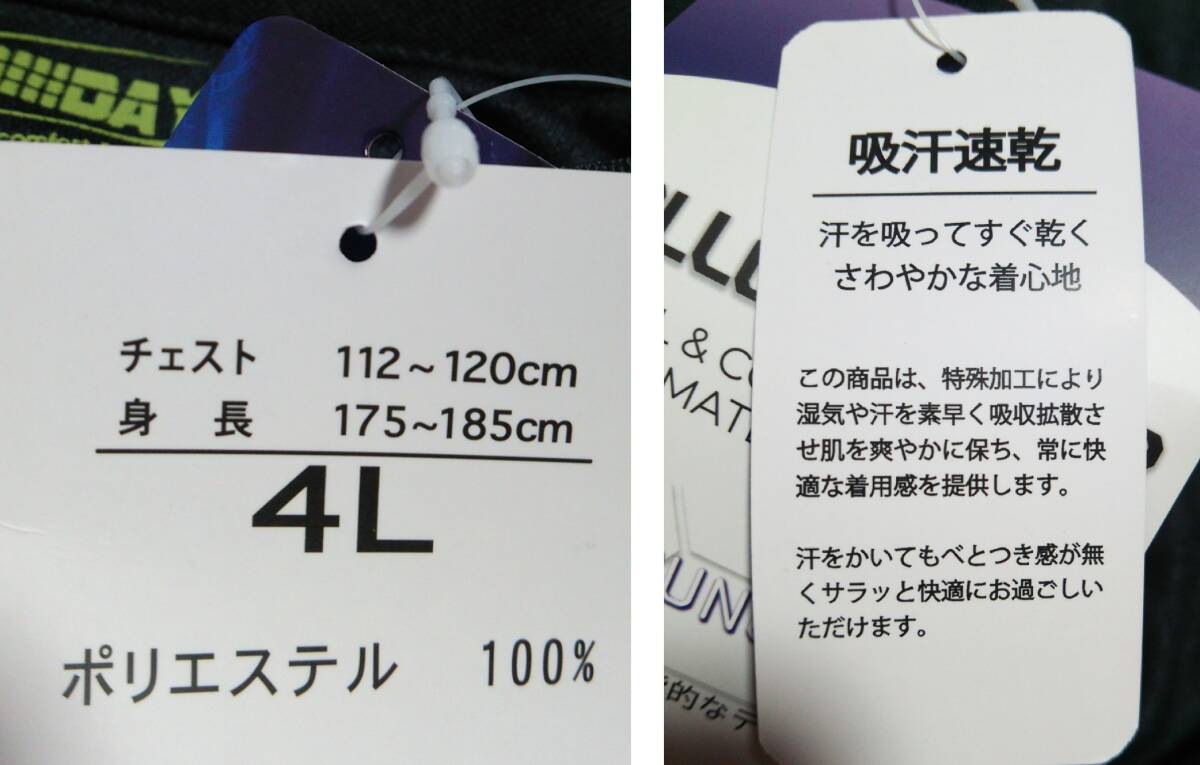 DAY
チェスト 112～120cm
身 長 175~185cm
4L
ポリエステル 100%
吸汗速乾
汗を吸ってすぐ乾く
さわやかな着心地
この商品は、特殊加工により
湿気や汗を素早く吸収拡散さ
せ肌を爽やかに保ち、常に快
適な着用感を提供します。
汗をかいてもべとつき感が無
くサラッと快適にお過ごしい
ただけます。
&
的なデ